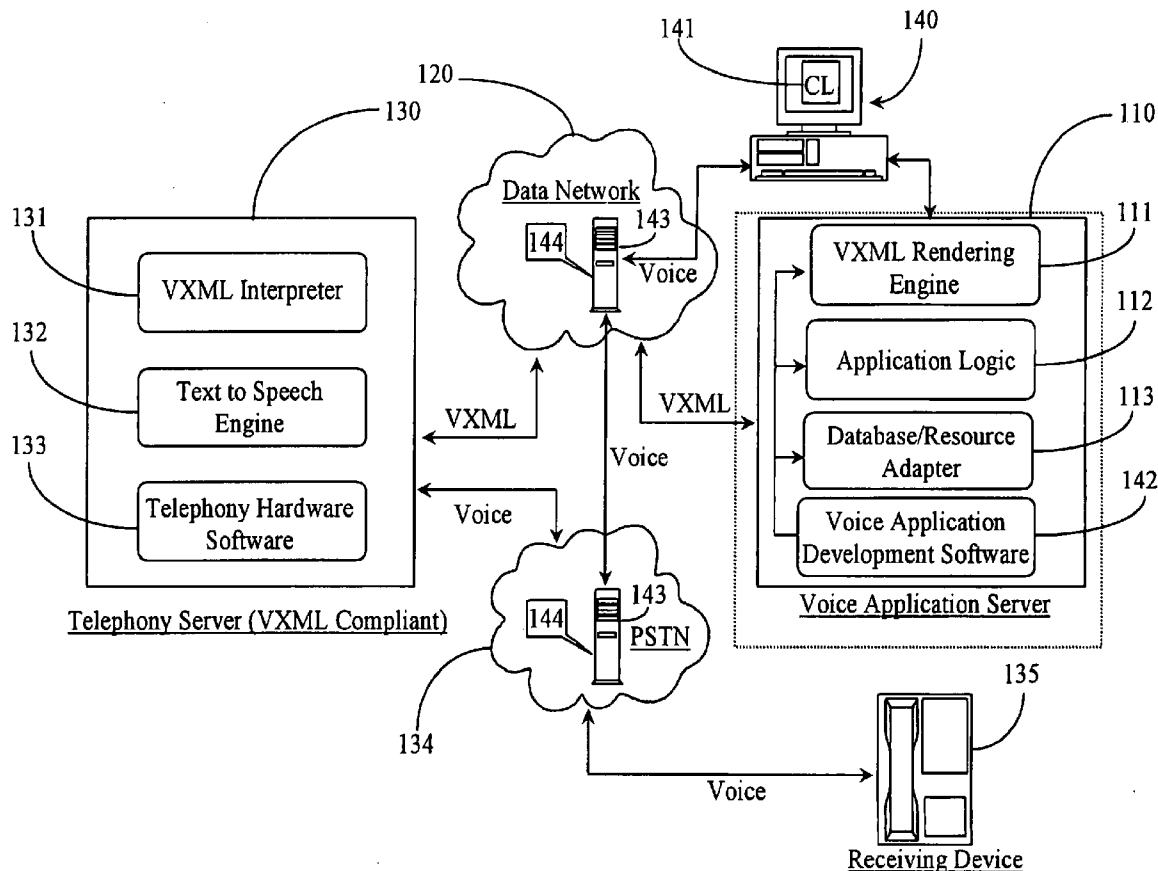 141
140
CL
120
130
110
Data Network
143
144
Voice
131
VXML Interpreter
132
Text to Speech
Engine
133
Telephony Hardware
Software
Telephony Server (VXML Compliant)
VXML
Voice
Voice
VXML
111
VXML Rendering
Engine
112
Application Logic
113
Database/Resource
Adapter
142
Voice Application
Development Software
Voice Application Server
143
144
PSTN
134
135
Voice
Receiving Device